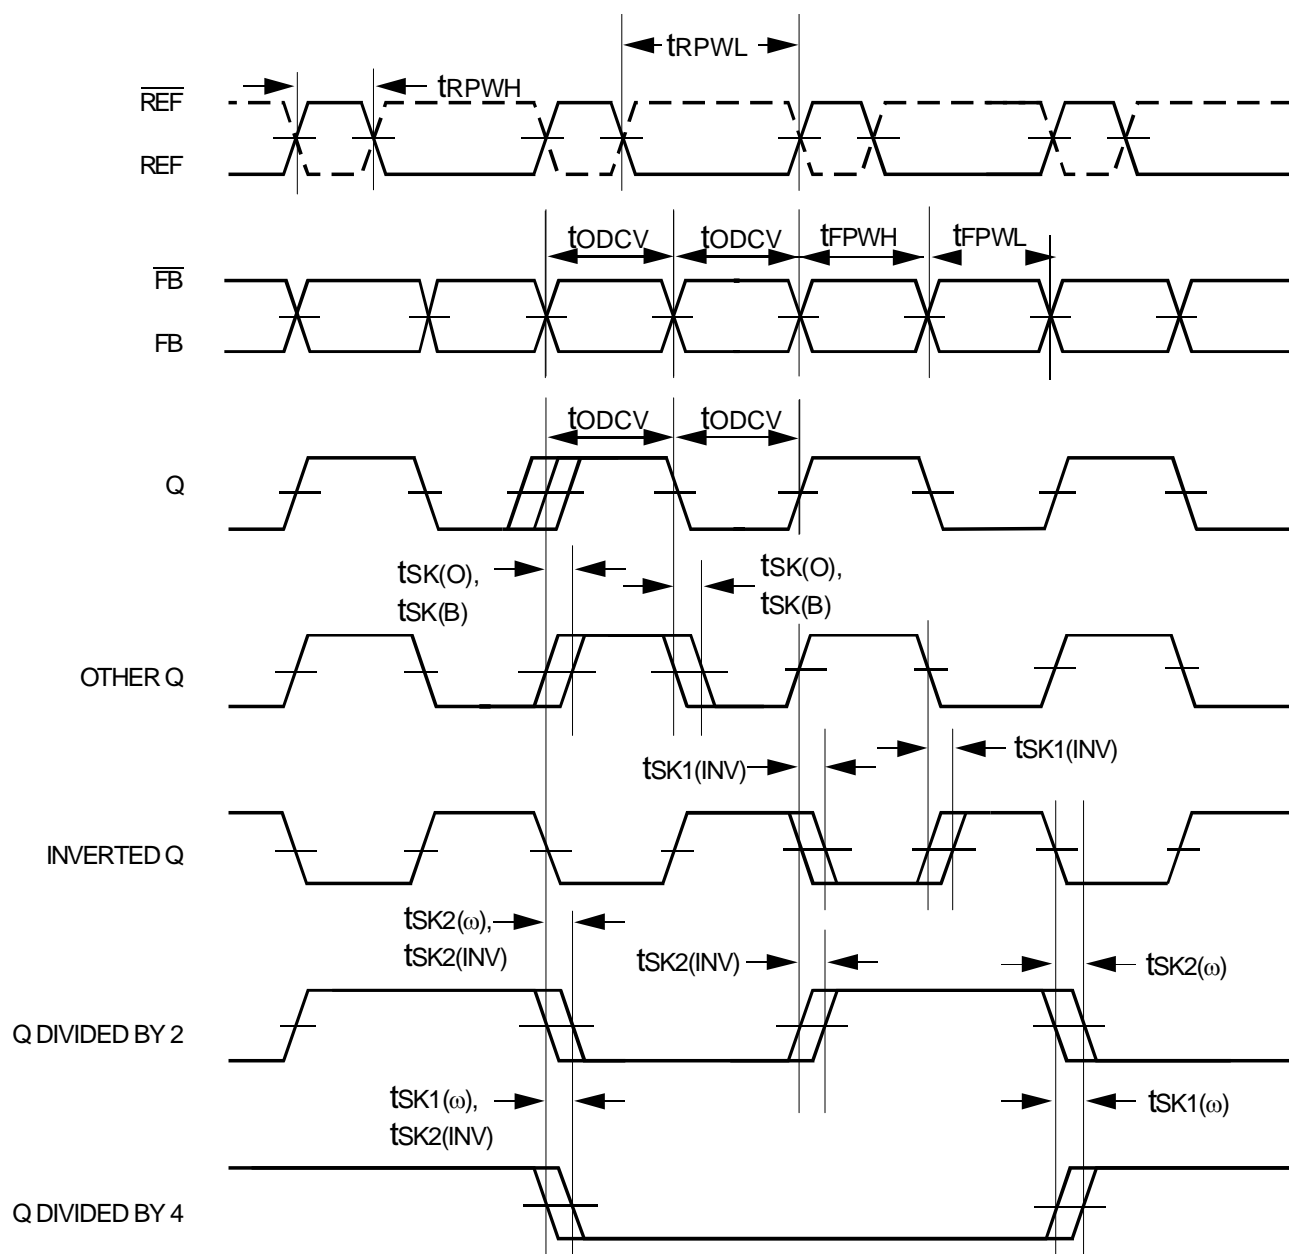 tRPWL
tRPWH
REF
REF
tODCV tODCV tFPWH tFPWL
FB
FB
tODCV tODCV
Q
tSK(O),
tSK(B)
tSK(O),
tSK(B)
OTHER Q
tSK1(INV)
tSK1(INV)
INVERTED Q
tSK2(ω),
tSK2(INV)
tSK2(INV)
tSK2(ω)
Q DIVIDED BY 2
tSK1(ω),
tSK2(INV)
tSK1(ω)
Q DIVIDED BY 4